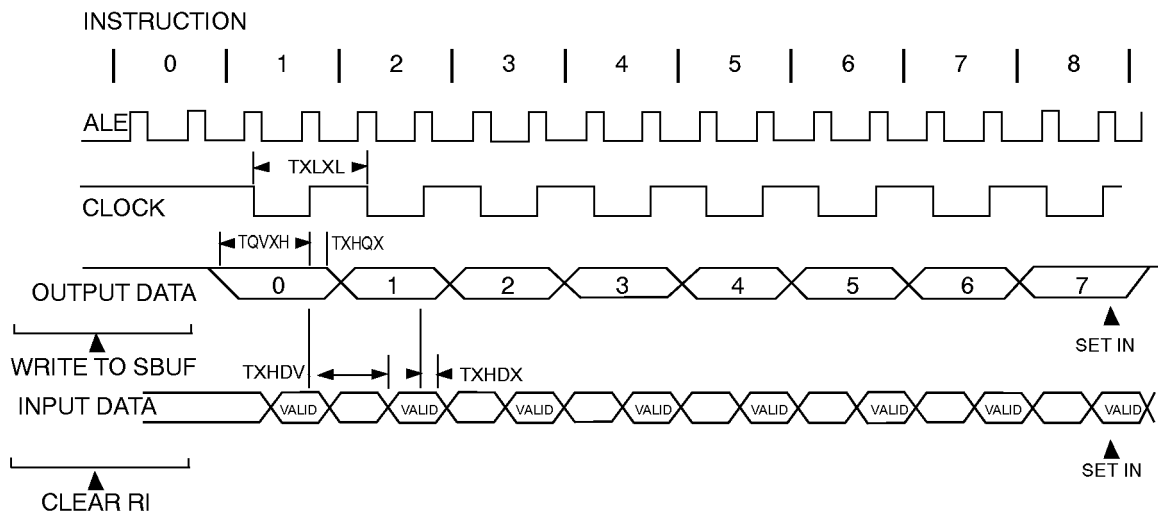 INSTRUCTION
0 1 2 3 4 5 6 7 8
ALE
TXLXL
CLOCK
TQVXH TXHQX
OUTPUT DATA 0 1 2 3 4 5 6 7
WRITE TO SBUF SET IN
TXHDV TXHDX
INPUT DATA VALID VALID VALID VALID VALID VALID VALID VALID
SET IN
CLEAR RI